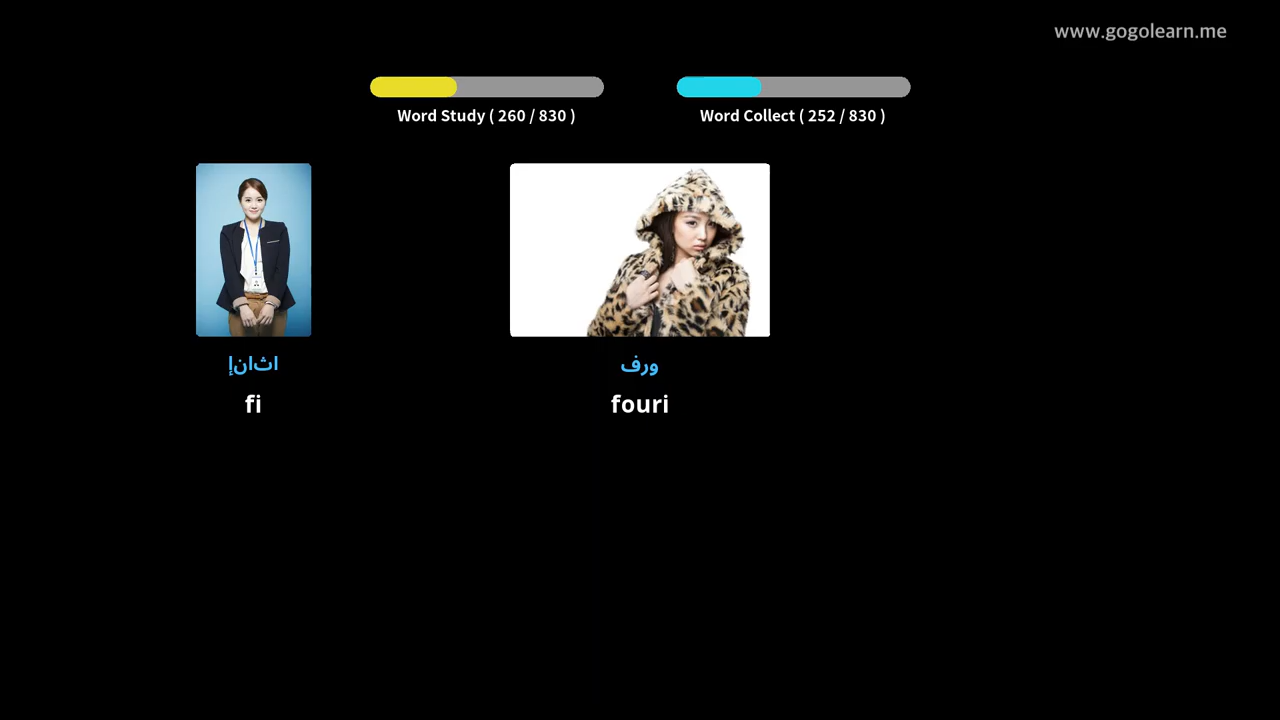 www.gogolearn.me
Word Study ( 260 / 830 )
Word Collect ( 252 / 830 )
اثانإ
ورف
fi
fouri